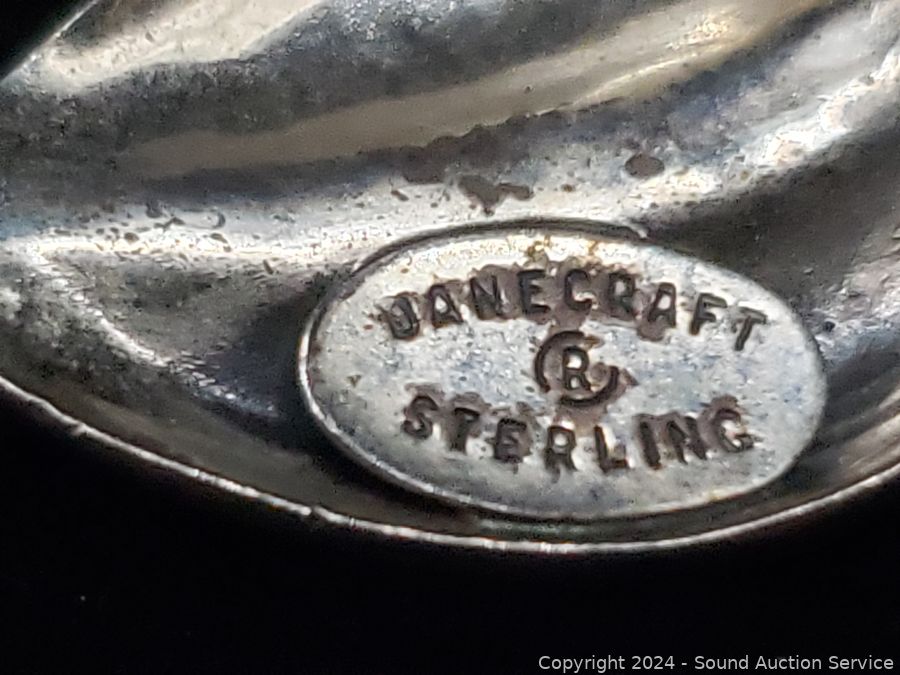 DANECRAFT
®
STERLING
Copyright 2024 - Sound Auction Service